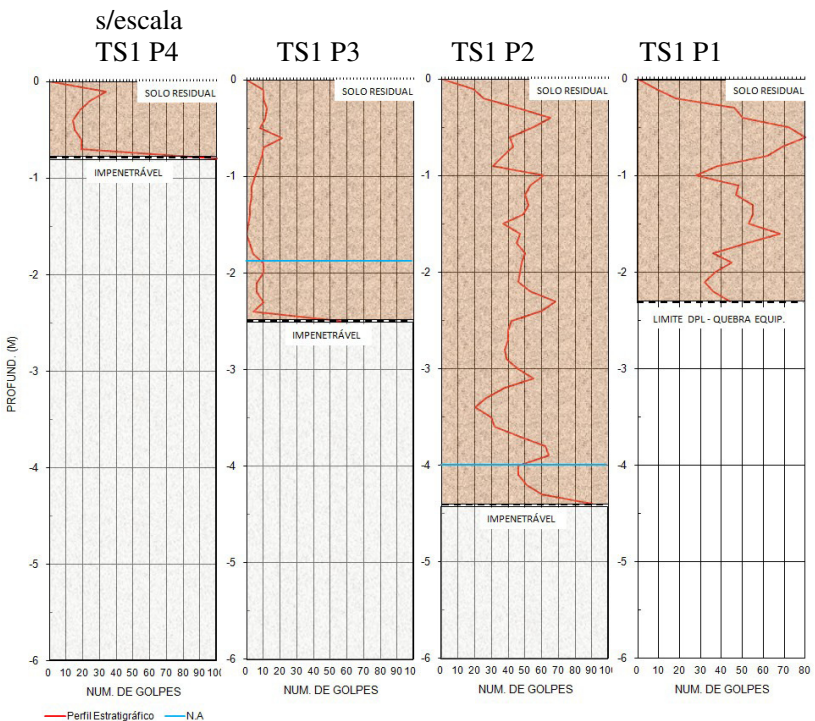 s/escala
TS1 P4 TS1 P3 TS1 P2 TS1 P1
PROFUND. (M)
0
-1
-2
-3
-4
-5
-6
SOLO RESIDUAL
IMPENETRÁVEL
0 10 20 30 40 50 60 70 80 90 100
NUM. DE GOLPES
0
-1
-2
-3
-4
-5
-6
SOLO RESIDUAL
IMPENETRÁVEL
0 10 20 30 40 50 60 70 80 90 100
NUM. DE GOLPES
0
-1
-2
-3
-4
-5
-6
SOLO RESIDUAL
IMPENETRÁVEL
0 10 20 30 40 50 60 70 80 90 100
NUM. DE GOLPES
0
-1
-2
-3
-4
-5
-6
SOLO RESIDUAL
LIMITE DPL - QUEBRA EQUIP.
0 10 20 30 40 50 60 70 80
NUM. DE GOLPES
Perfil Estratigráfico N.A